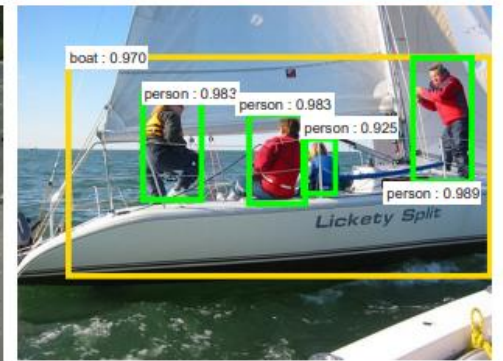 boat : 0.970
person : 0.983
person : 0.983
person : 0.925
person : 0.989
Lickety Split